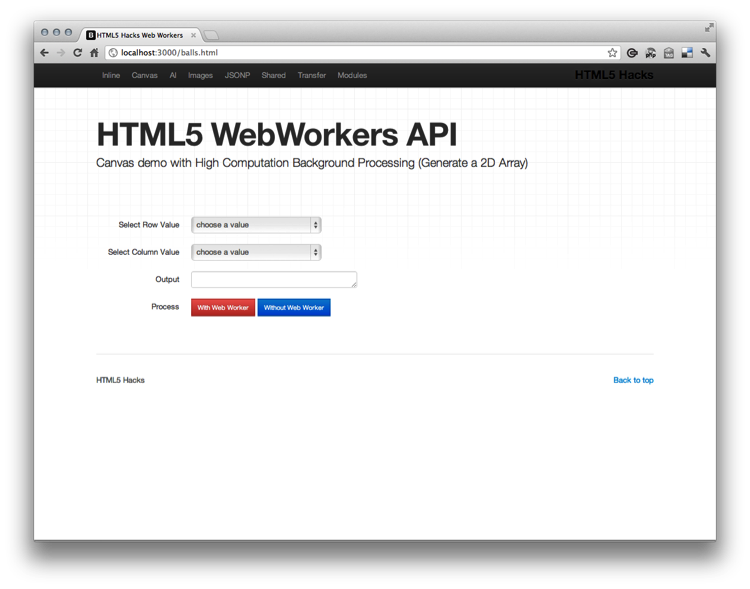 HTML5 Hacks Web Workers
localhost:3000/balls.html
Inline Canvas AI Images JSONP Shared Transfer Modules HTML5 Hacks
HTML5 WebWorkers API
Canvas demo with High Computation Background Processing (Generate a 2D Array)
Select Row Value choose a value
Select Column Value choose a value
Output
Process With Web Worker Without Web Worker
HTML5 Hacks Back to top